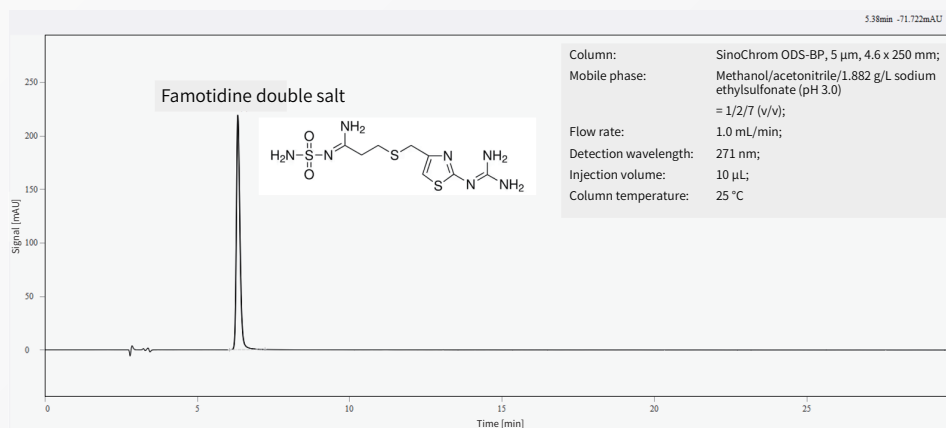 5.38min -71.722mAU
Famotidine double salt
NH₂
O
H₂N S N
O
S
N
S
N
NH₂
NH₂
Column: SinoChrom ODS-BP, 5 μm, 4.6 x 250 mm;
Mobile phase: Methanol/acetonitrile/1.882 g/L sodium
ethylsulfonate (pH 3.0)
= 1/2/7 (v/v);
Flow rate: 1.0 mL/min;
Detection wavelength: 271 nm;
Injection volume: 10 μL;
Column temperature: 25 °C
Signal [mAU]
250
200
150
100
50
0
0 5 10 15 20 25
Time [min]